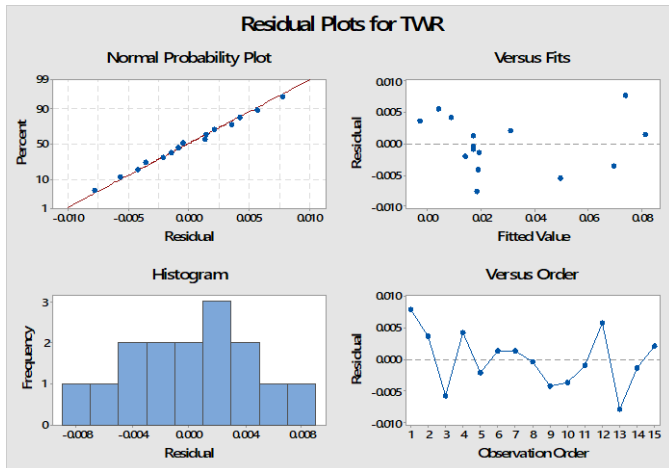 Residual Plots for TWR
Normal Probability Plot
99
90
50
10
1
Percent
-0.010 -0.005 0.000 0.005 0.010
Residual
Versus Fits
0.010
0.005
0.000
-0.005
-0.010
Residual
0.00 0.02 0.04 0.06 0.08
Fitted Value
Histogram
3
2
1
0
Frequency
-0.008 -0.004 0.000 0.004 0.008
Residual
Versus Order
0.010
0.005
0.000
-0.005
-0.010
Residual
1 2 3 4 5 6 7 8 9 10 11 12 13 14 15
Observation Order